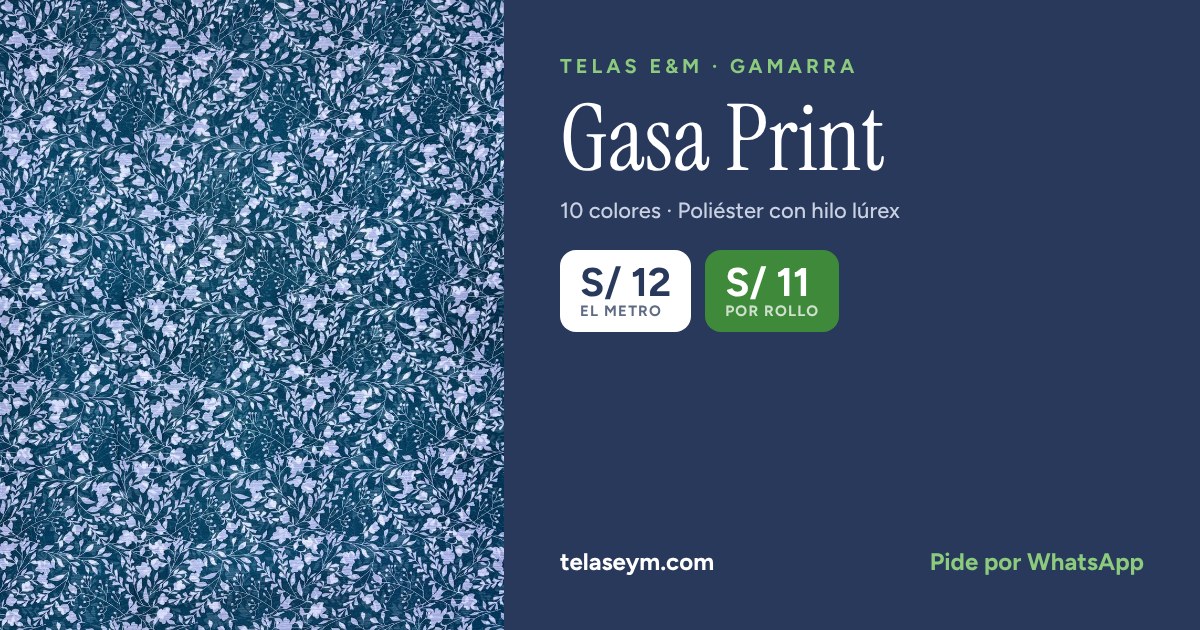 TELAS E&M · GAMARRA
Gasa Print
10 colores · Poliéster con hilo lúrex
S/ 12
EL METRO
S/ 11
POR ROLLO
telaseym.com
Pide por WhatsApp